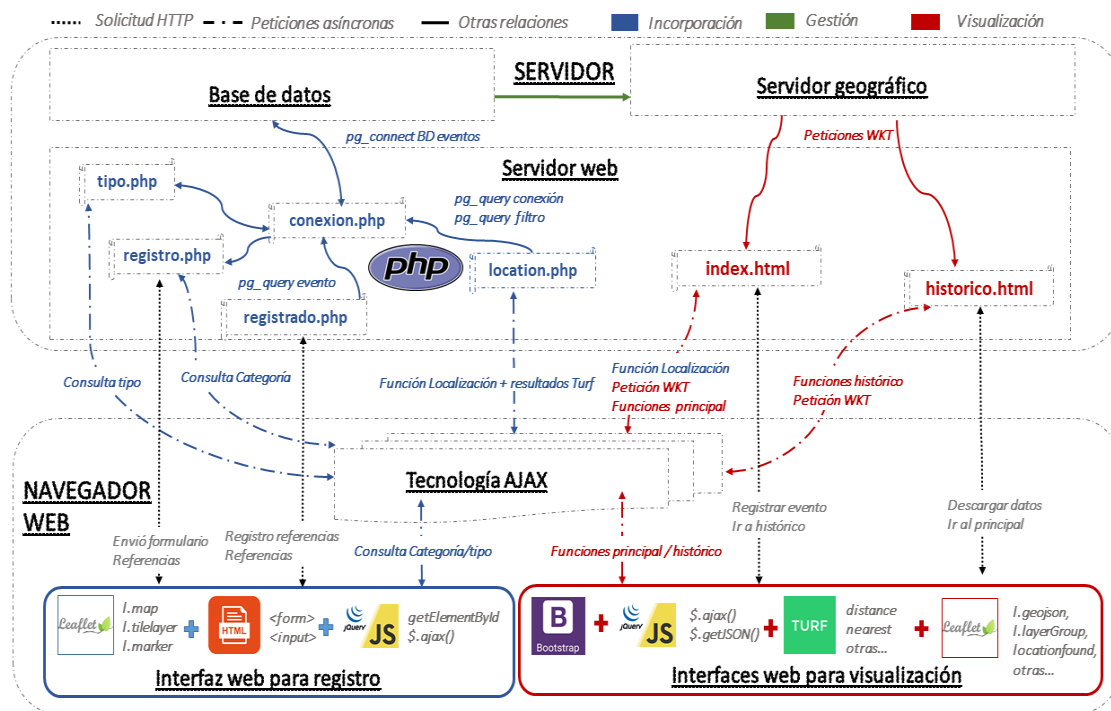 Solicitud HTTP
Peticiones asíncronas
Otras relaciones
Incorporación
Gestión
Visualización
SERVIDOR
Base de datos
Servidor geográfico
pg_connect BD eventos
Peticiones WKT
Servidor web
tipo.php
pg_query conexión
pg_query filtro
conexion.php
registro.php
php
location.php
index.html
pg_query evento
historico.html
registrado.php
Consulta tipo
Consulta Categoría
Función Localización + resultados Turf
Función Localización
Petición WKT
Funciones principal
Funciones histórico
Petición WKT
NAVEGADOR
WEB
Tecnología AJAX
Envió formulario
Referencias
Registro referencias
Referencias
Consulta Categoría/tipo
Funciones principal / histórico
Registrar evento
Ir a histórico
Descargar datos
Ir al principal
Leaflet
l.map
l.tilelayer
l.marker
+
HTML
<form>
<input>
+
jQuery
JS
getElementById
$.ajax()
Interfaz web para registro
B
Bootstrap
+
jQuery
JS
$.ajax()
$.getJSON()
+
TURF
distance
nearest
otras...
+
Leaflet
l.geojson,
l.layerGroup,
locationfound,
otras...
Interfaces web para visualización